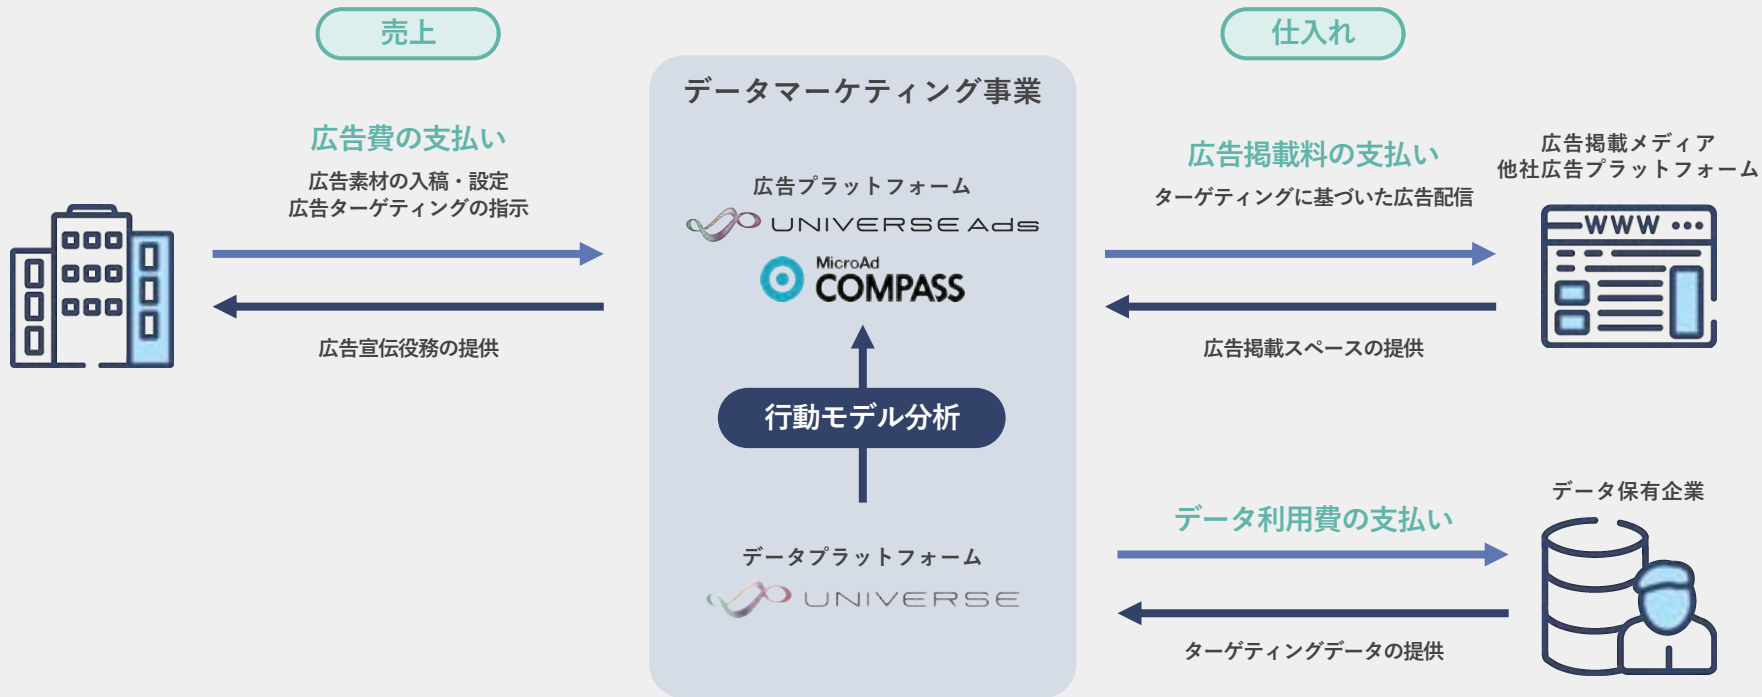 売上
広告費の支払い
広告素材の入稿・設定
広告ターゲティングの指示
広告宣伝役務の提供
データマーケティング事業
広告プラットフォーム
UNIVERSE Ads
MicroAd
COMPASS
行動モデル分析
データプラットフォーム
UNIVERSE
仕入れ
広告掲載料の支払い
ターゲティングに基づいた広告配信
広告掲載スペースの提供
広告掲載メディア
他社広告プラットフォーム
WWW
データ利用費の支払い
ターゲティングデータの提供
データ保有企業